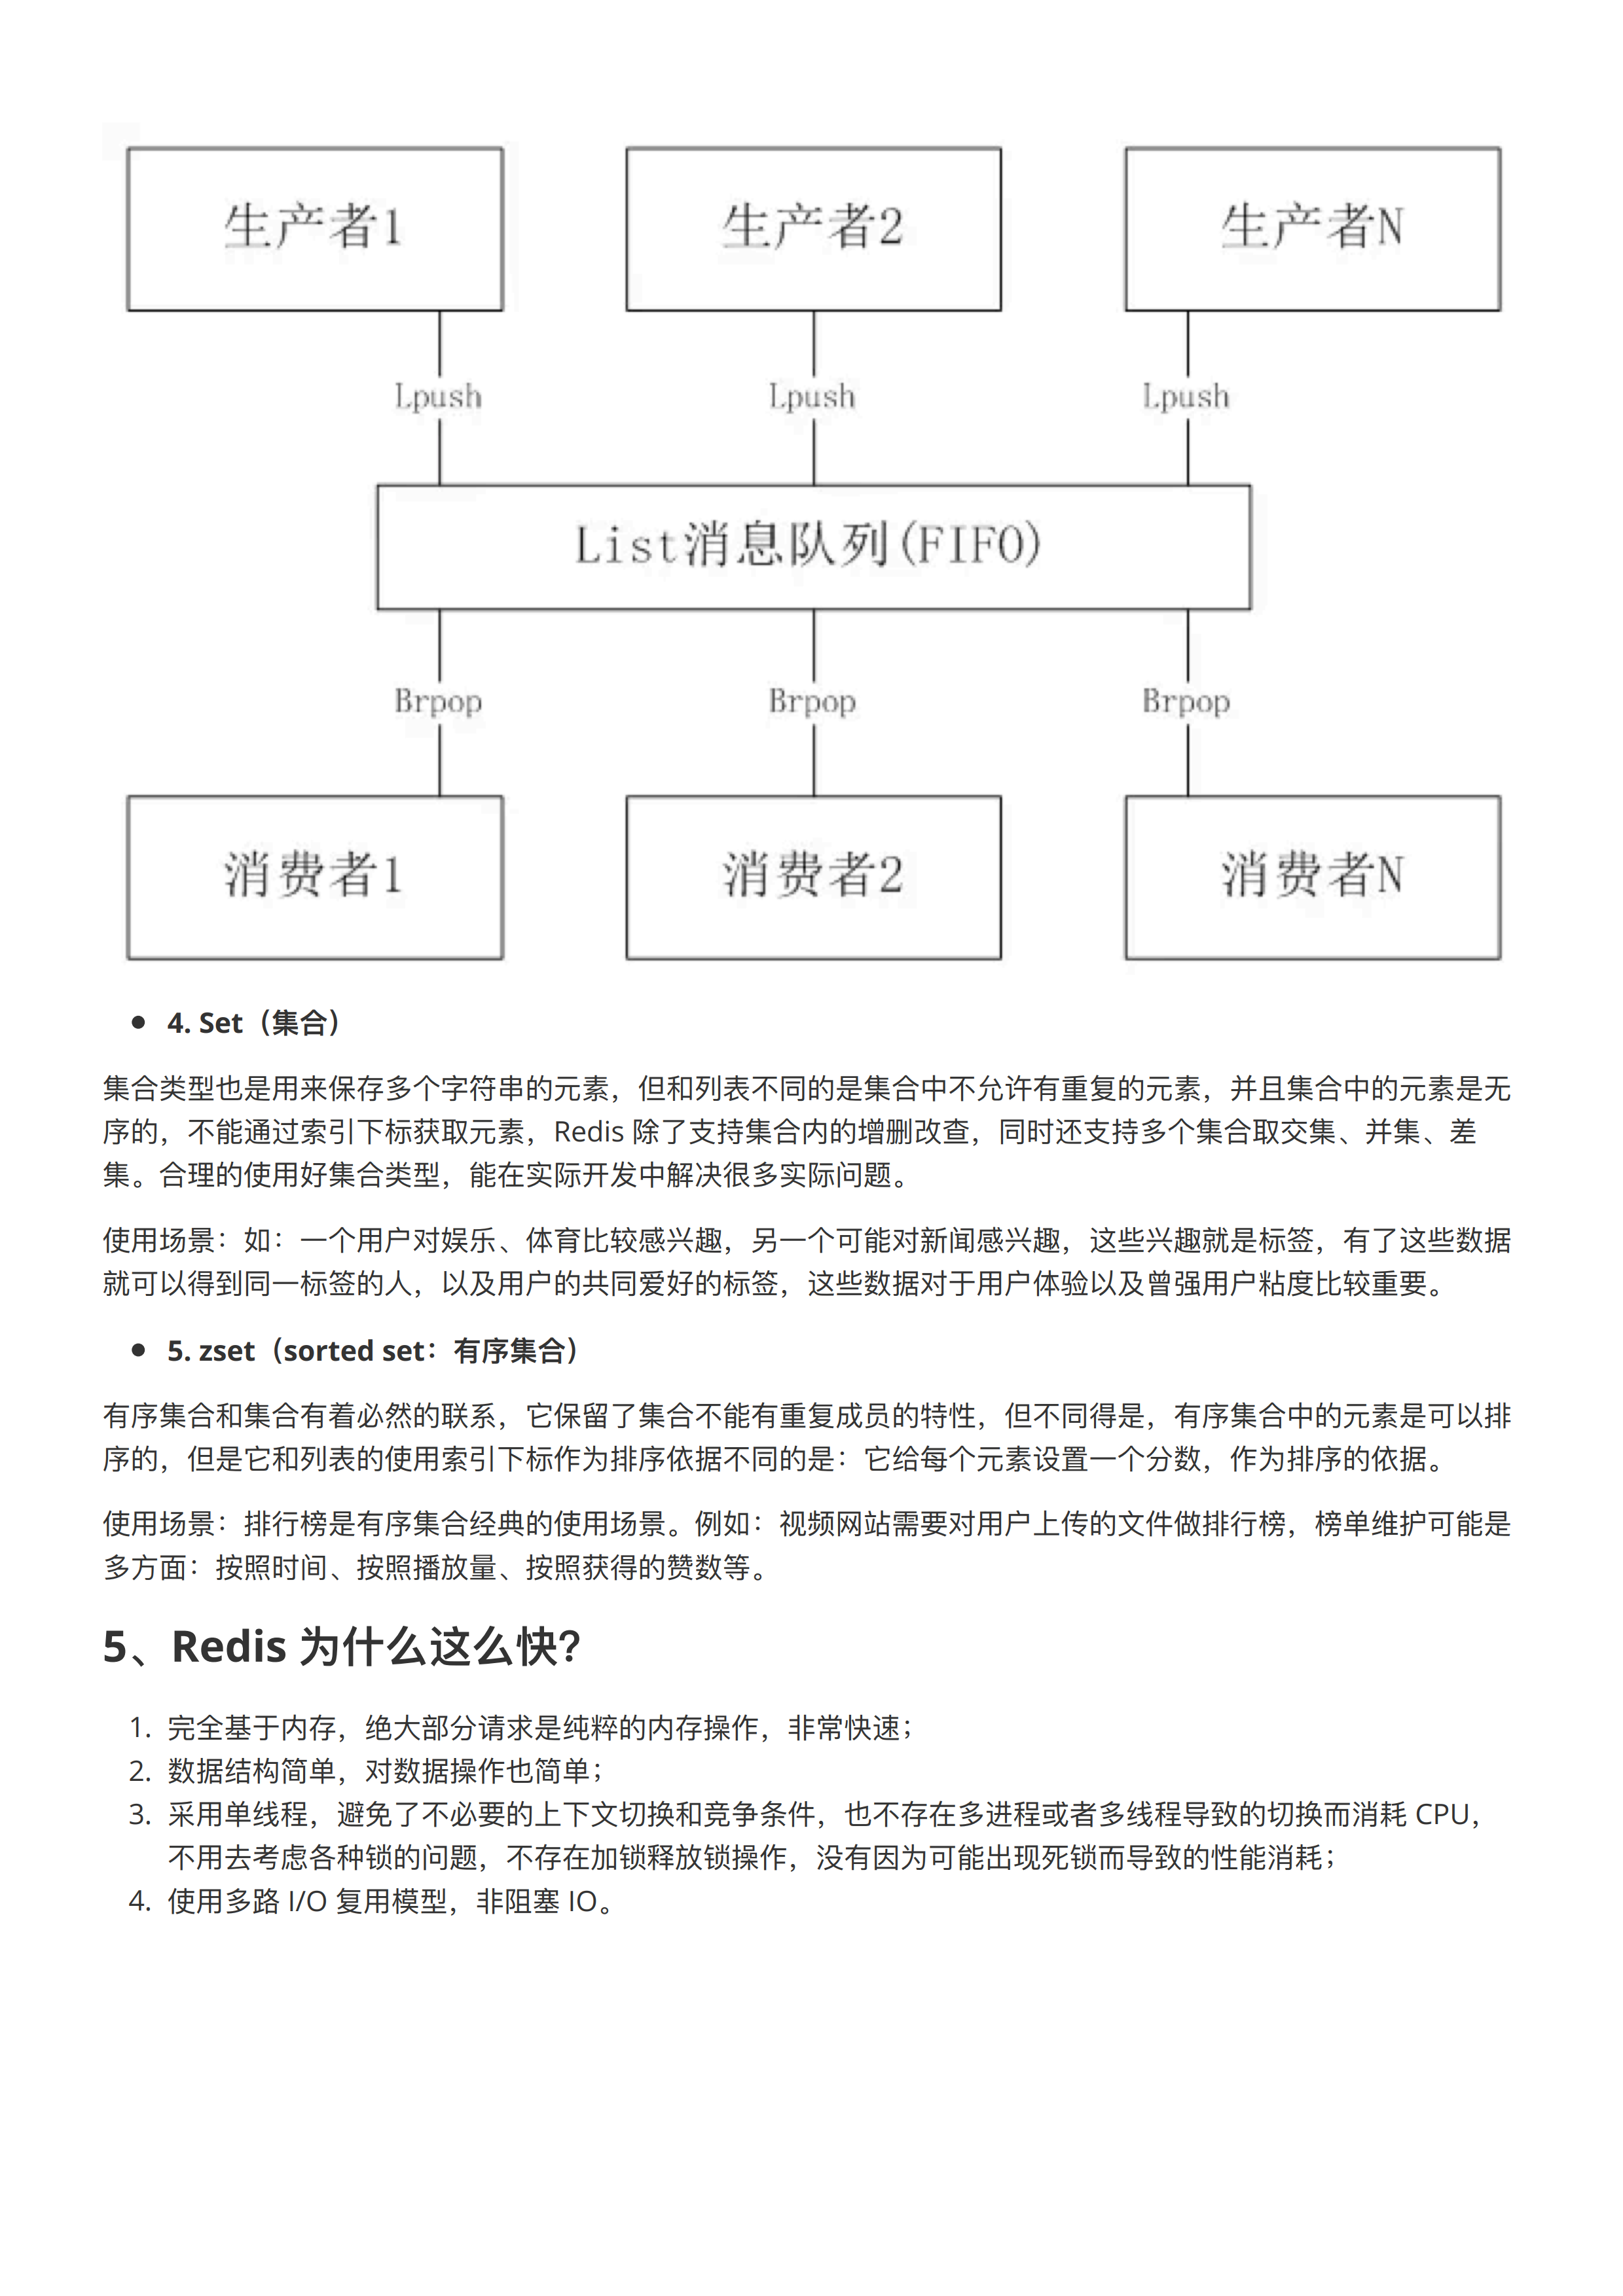 生产者1 生产者2 生产者N
Lpush Lpush Lpush
List消息队列(FIFO)
Brpop Brpop Brpop
消费者1 消费者2 消费者N
• 4. Set（集合）
集合类型也是用来保存多个字符串的元素，但和列表不同的是集合中不允许有重复的元素，并且集合中的元素是无
序的，不能通过索引下标获取元素，Redis 除了支持集合内的增删改查，同时还支持多个集合取交集、并集、差
集。合理的使用好集合类型，能在实际开发中解决很多实际问题。
使用场景：如：一个用户对娱乐、体育比较感兴趣，另一个可能对新闻感兴趣，这些兴趣就是标签，有了这些数据
就可以得到同一标签的人，以及用户的共同爱好的标签，这些数据对于用户体验以及曾强用户粘度比较重要。
• 5. zset（sorted set：有序集合）
有序集合和集合有着必然的联系，它保留了集合不能有重复成员的特性，但不同得是，有序集合中的元素是可以排
序的，但是它和列表的使用索引下标作为排序依据不同的是：它给每个元素设置一个分数，作为排序的依据。
使用场景：排行榜是有序集合经典的使用场景。例如：视频网站需要对用户上传的文件做排行榜，榜单维护可能是
多方面：按照时间、按照播放量、按照获得的赞数等。
5、Redis 为什么这么快？
1. 完全基于内存，绝大部分请求是纯粹的内存操作，非常快速；
2. 数据结构简单，对数据操作也简单；
3. 采用单线程，避免了不必要的上下文切换和竞争条件，也不存在多进程或者多线程导致的切换而消耗 CPU，
不用去考虑各种锁的问题，不存在加锁释放锁操作，没有因为可能出现死锁而导致的性能消耗；
4. 使用多路 I/O 复用模型，非阻塞 IO。